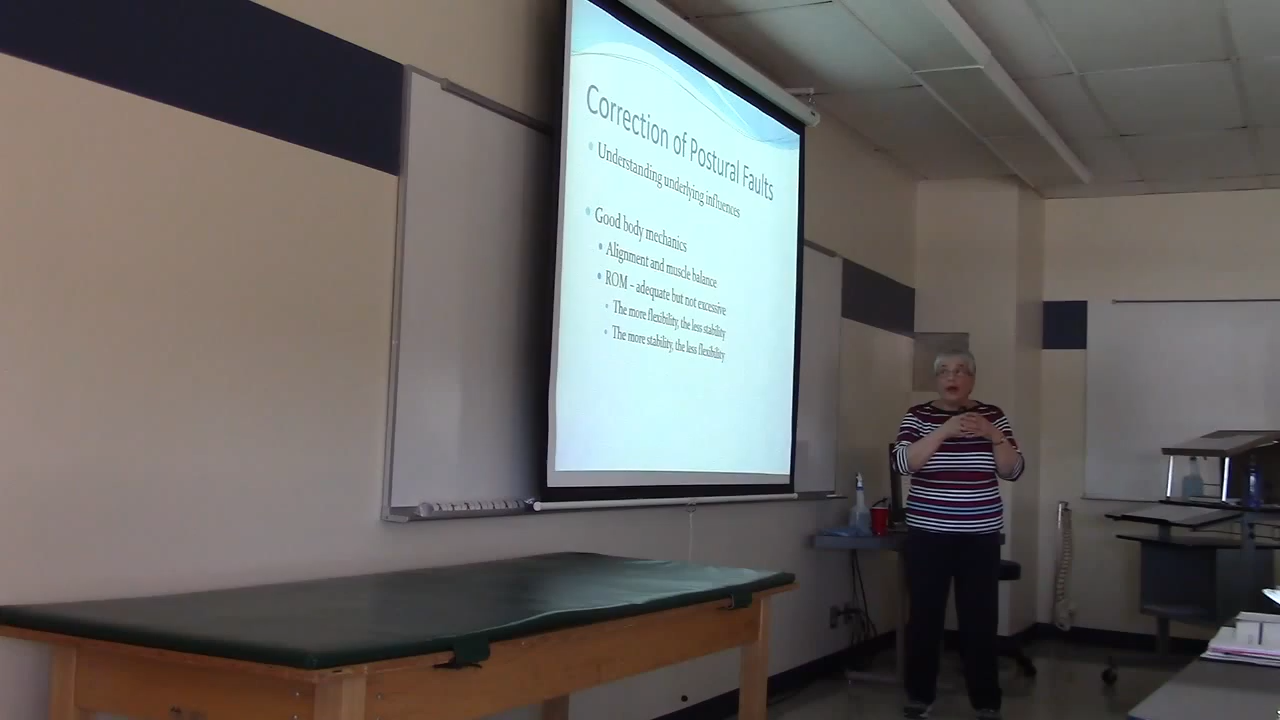 Correction of Postural Faults
Understanding underlying influences
Good body mechanics
Alignment and muscle balance
ROM – adequate but not excessive
The more flexibility, the less stability
The more stability, the less flexibility